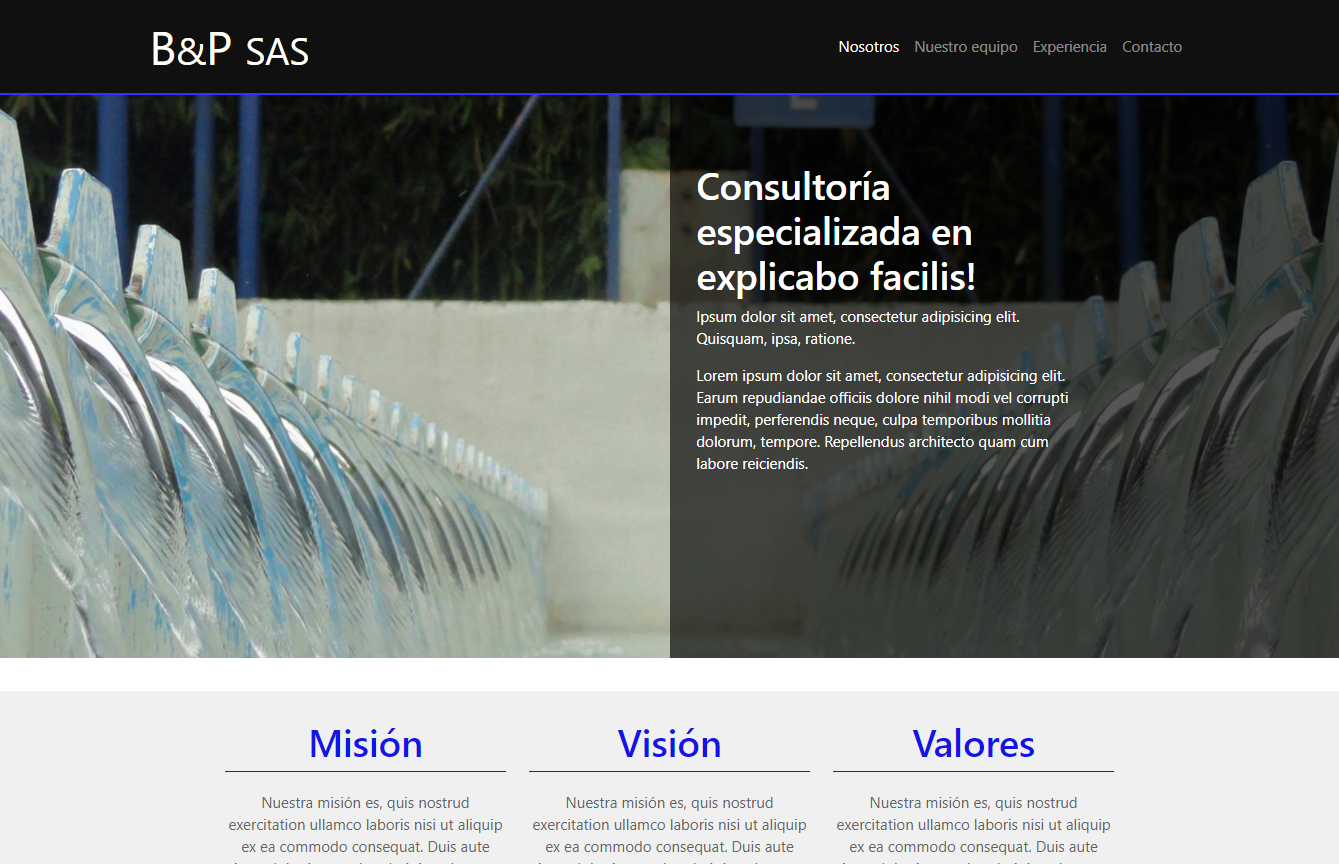 B&P SAS
Nosotros Nuestro equipo Experiencia Contacto
Consultoría
especializada en
explicabo facilis!
Ipsum dolor sit amet, consectetur adipisicing elit.
Quisquam, ipsa, ratione.
Lorem ipsum dolor sit amet, consectetur adipisicing elit.
Earum repudiandae officiis dolore nihil modi vel corrupti
impedit, perferendis neque, culpa temporibus mollitia
dolorum, tempore. Repellendus architecto quam cum
labore reiciendis.
Misión
Nuestra misión es, quis nostrud
exercitation ullamco laboris nisi ut aliquip
ex ea commodo consequat. Duis aute
Visión
Nuestra misión es, quis nostrud
exercitation ullamco laboris nisi ut aliquip
ex ea commodo consequat. Duis aute
Valores
Nuestra misión es, quis nostrud
exercitation ullamco laboris nisi ut aliquip
ex ea commodo consequat. Duis aute